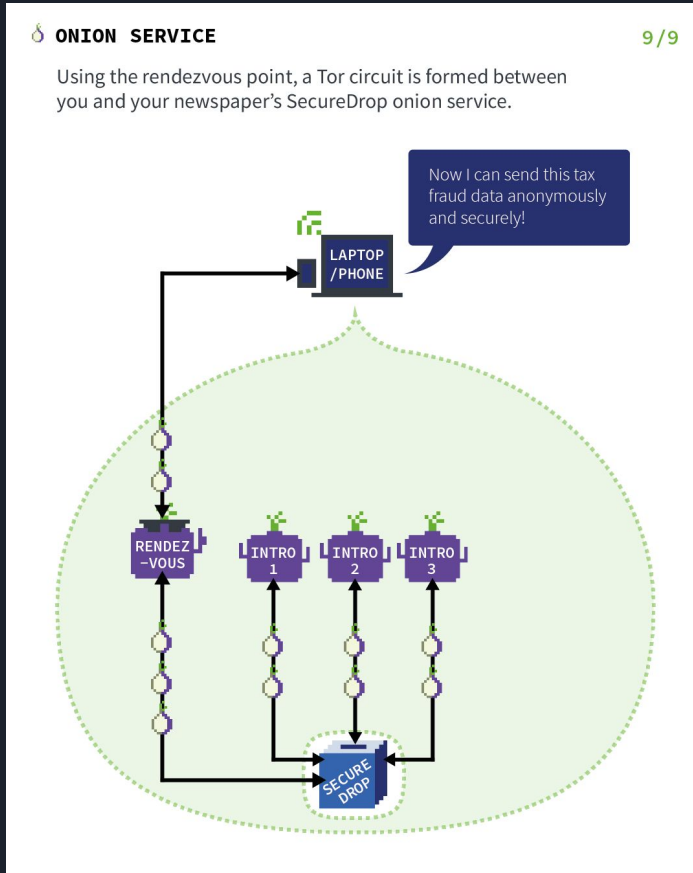 ONION SERVICE
9/9
Using the rendezvous point, a Tor circuit is formed between
you and your newspaper’s SecureDrop onion service.
Now I can send this tax
fraud data anonymously
and securely!
LAPTOP
/PHONE
RENDEZ
-VOUS
INTRO
1
INTRO
2
INTRO
3
SECURE
DROP